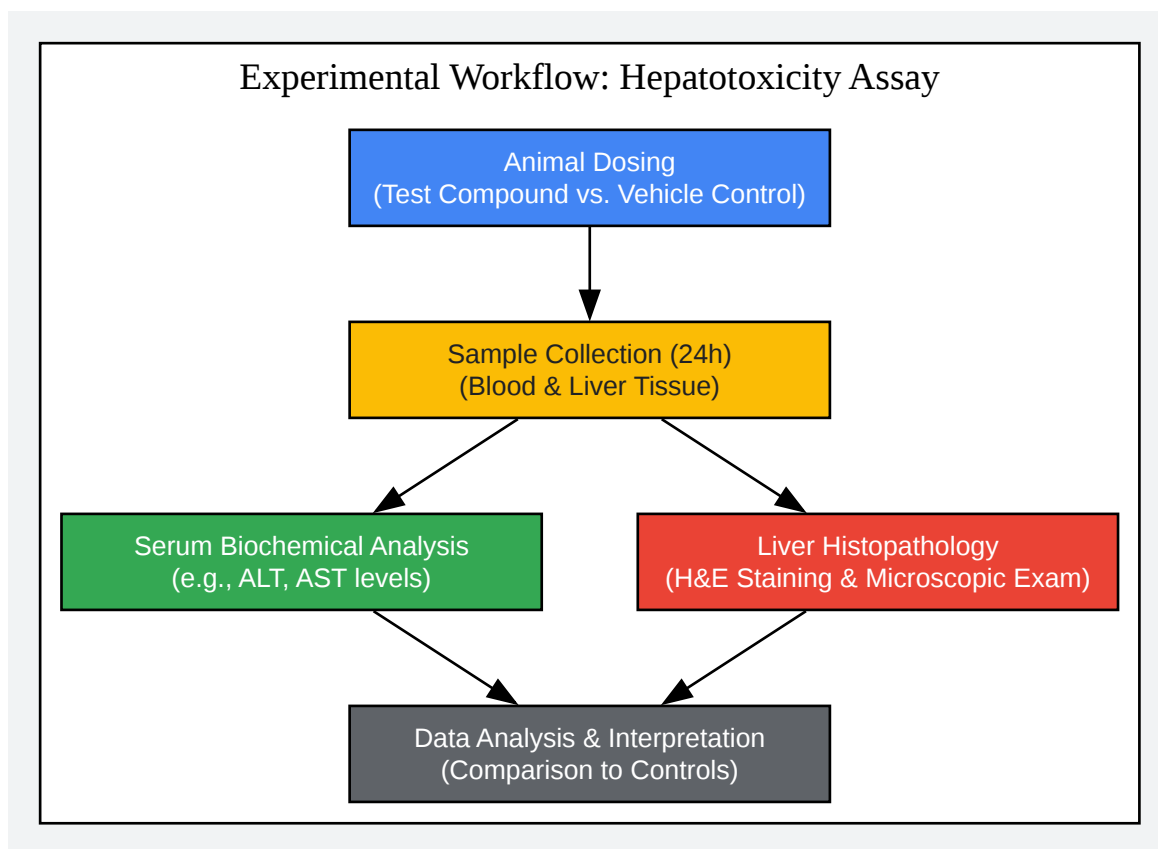 Experimental Workflow: Hepatotoxicity Assay
Animal Dosing
(Test Compound vs. Vehicle Control)
Sample Collection (24h)
(Blood & Liver Tissue)
Serum Biochemical Analysis
(e.g., ALT, AST levels)
Liver Histopathology
(H&E Staining & Microscopic Exam)
Data Analysis & Interpretation
(Comparison to Controls)